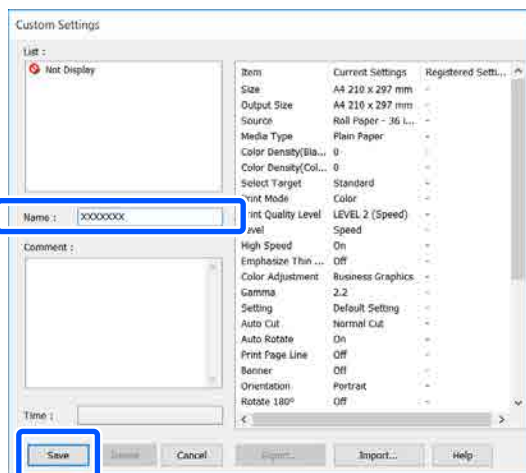 Custom Settings
List :
Not Display
Item Current Settings Registered Setti...
Size A4 210 x 297 mm -
Output Size A4 210 x 297 mm -
Source Roll Paper - 36 i... -
Media Type Plain Paper -
Color Density(Bla... 0
Color Density(Col... 0 -
Select Target Standard -
Print Mode Color -
Name : XXXXXXX
Print Quality Level LEVEL 2 (Speed) -
Level Speed -
Comment :
High Speed On -
Emphasize Thin ... Off -
Color Adjustment Business Graphics -
Gamma 2.2 -
Setting Default Setting -
Auto Cut Normal Cut -
Auto Rotate On -
Print Page Line Off -
Banner Off -
Orientation Portrait -
Rotate 180° Off -
Time :
Save Delete Cancel Export... Import... Help